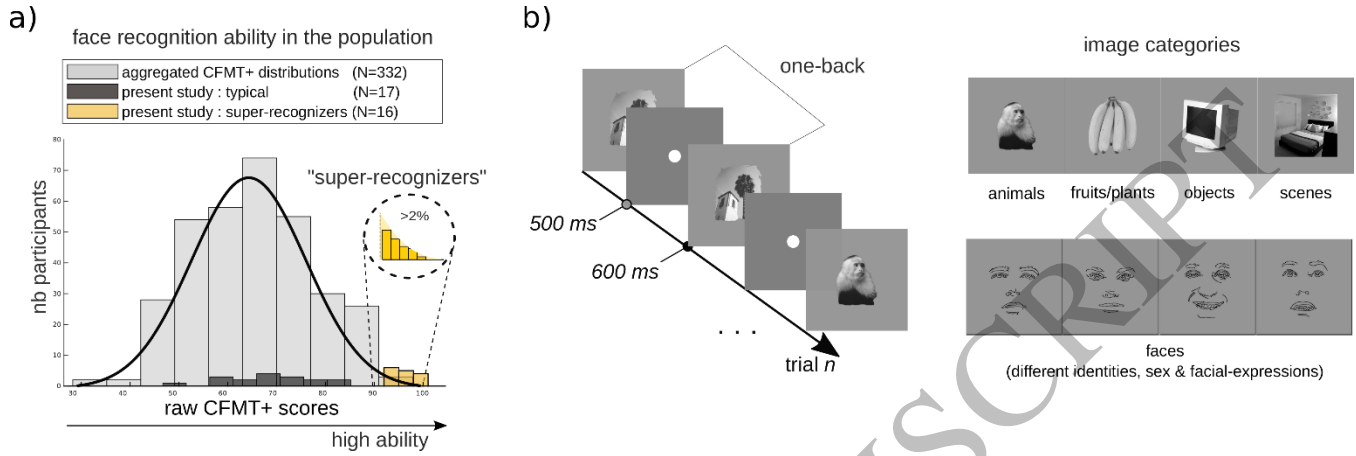 a)
face recognition ability in the population
aggregated CFMT+ distributions (N=332)
present study : typical (N=17)
present study : super-recognizers (N=16)
80
70
60
50
40
30
20
10
0
nb participants
"super-recognizers"
>2%
30 40 50 60 70 80 90 100
raw CFMT+ scores
high ability
b)
one-back
500 ms
600 ms
. . .
trial n
image categories
animals fruits/plants objects scenes
faces
(different identities, sex & facial-expressions)
SCRIPT